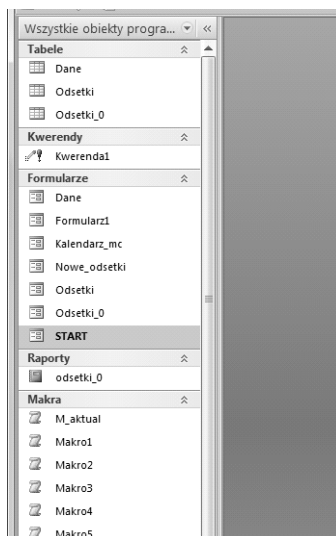 Wszystkie obiekty progra...
Tabele
Dane
Odsetki
Odsetki_0
Kwerendy
Kwerenda1
Formularze
Dane
Formularz1
Kalendarz_mc
Nowe_odsetki
Odsetki
Odsetki_0
START
Raporty
odsetki_0
Makra
M_aktual
Makro1
Makro2
Makro3
Makro4
Makro5